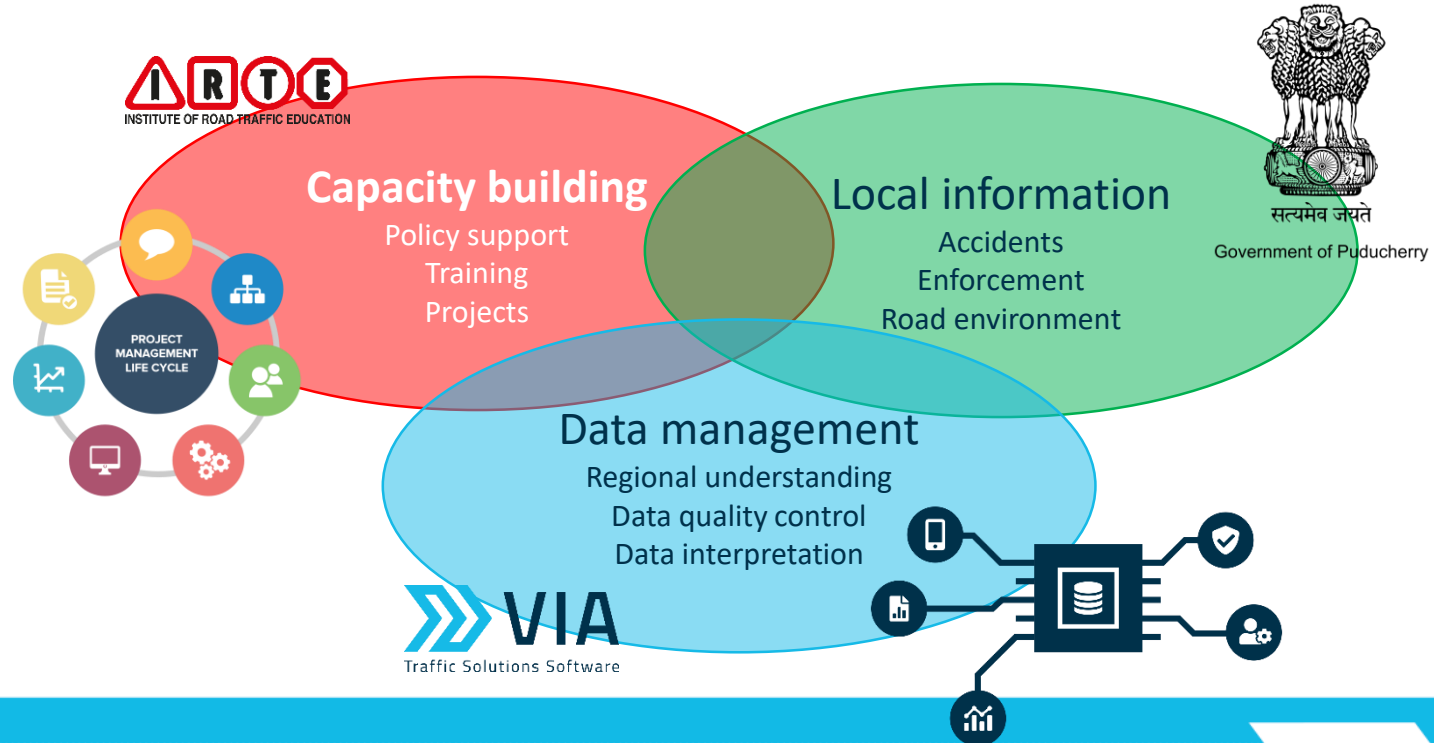 IRTE
INSTITUTE OF ROAD TRAFFIC EDUCATION
Capacity building
Policy support
Training
Projects
Local information
Accidents
Enforcement
Road environment
सत्यमेव जयते
Government of Puducherry
PROJECT
MANAGEMENT
LIFE CYCLE
Data management
Regional understanding
Data quality control
Data interpretation
VIA
Traffic Solutions Software